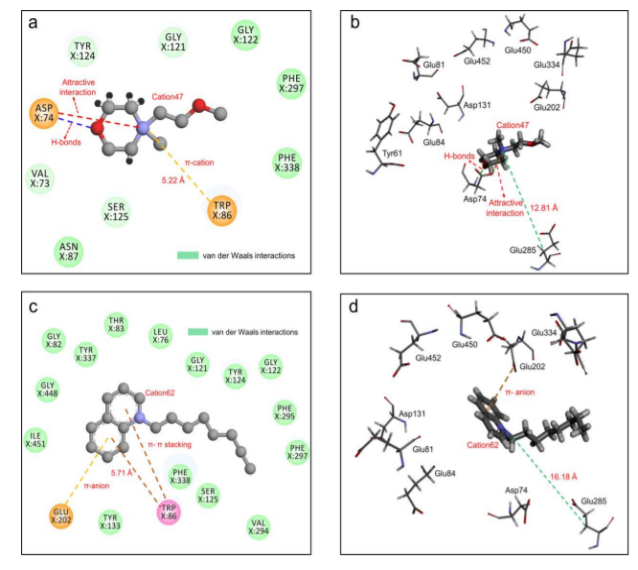 a
TYR
X:124
GLY
X:121
GLY
X:122
PHE
X:297
Attractive
interaction
Cation47
ASP
X:74
H-bonds
π-cation
5.22 Å
PHE
X:338
VAL
X:73
SER
X:125
TRP
X:86
ASN
X:87
van der Waals interactions
b
Glu450
Glu452
Glu334
Glu81
Glu202
Asp131
Cation47
Glu84
Tyr61
H-bonds
Asp74
Attractive
interaction
12.81 Å
Glu285
c
THR
X:83
GLY
X:82
TYR
X:337
LEU
X:76
van der Waals interactions
GLY
X:121
TYR
X:124
GLY
X:122
GLY
X:448
Cation62
PHE
X:295
ILE
X:451
π- π stacking
PHE
X:297
5.71 Å
PHE
X:338
π-anion
SER
X:125
GLU
X:202
TYR
X:133
TRP
X:86
VAL
X:294
d
Glu450
Glu334
Glu452
Glu202
π- anion
Asp131
Cation62
Glu81
Glu84
16.18 Å
Asp74
Glu285